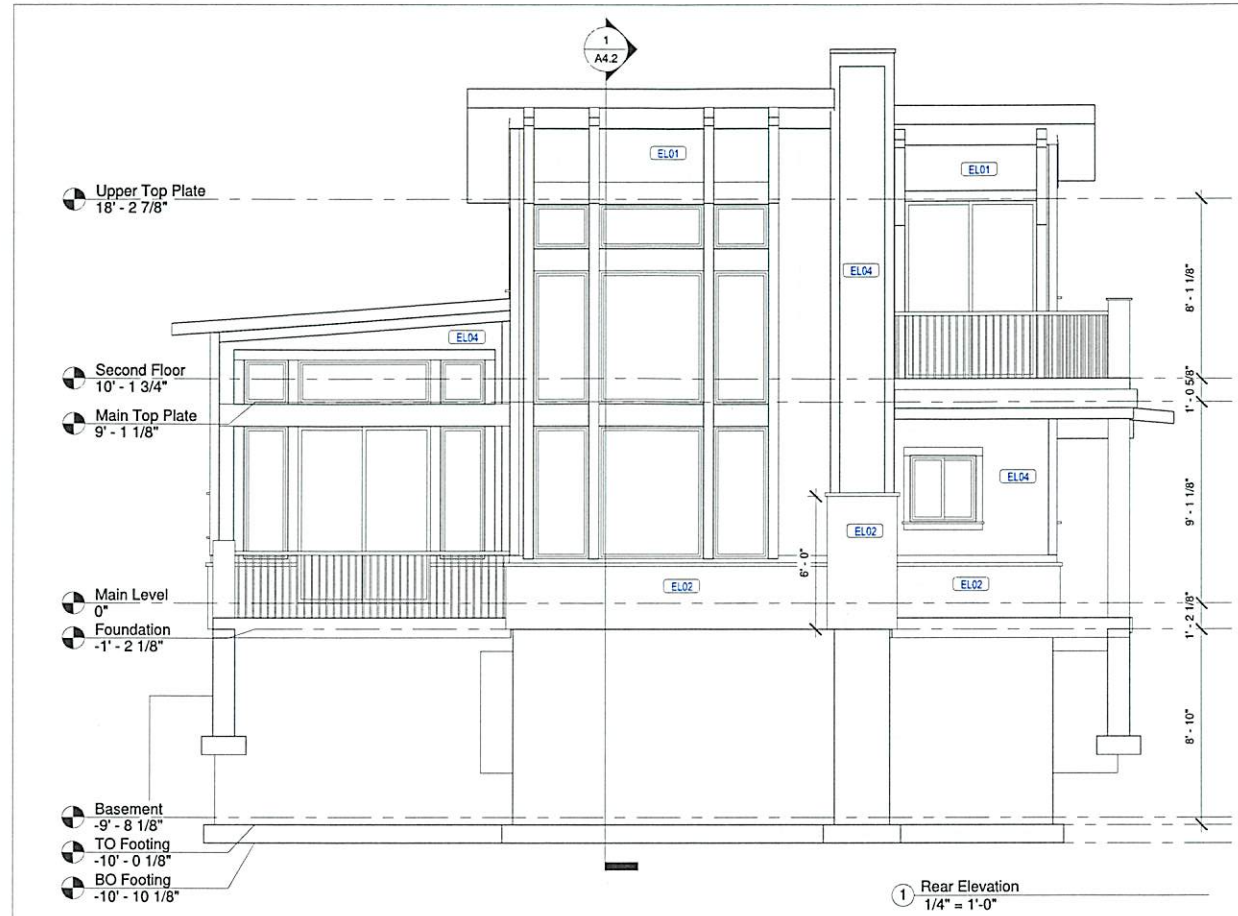 1
A4.2
EL01
EL01
Upper Top Plate
18' - 2 7/8"
EL04
8' - 1 1/8"
EL04
Second Floor
10' - 1 3/4"
1' - 0 5/8"
Main Top Plate
9' - 1 1/8"
EL04
9' - 1 1/8"
EL02
6' - 0"
EL02
EL02
Main Level
0"
Foundation
-1' - 2 1/8"
1' - 2 1/8"
8' - 10"
Basement
-9' - 8 1/8"
TO Footing
-10' - 0 1/8"
BO Footing
-10' - 10 1/8"
1 Rear Elevation
1/4" = 1'-0"